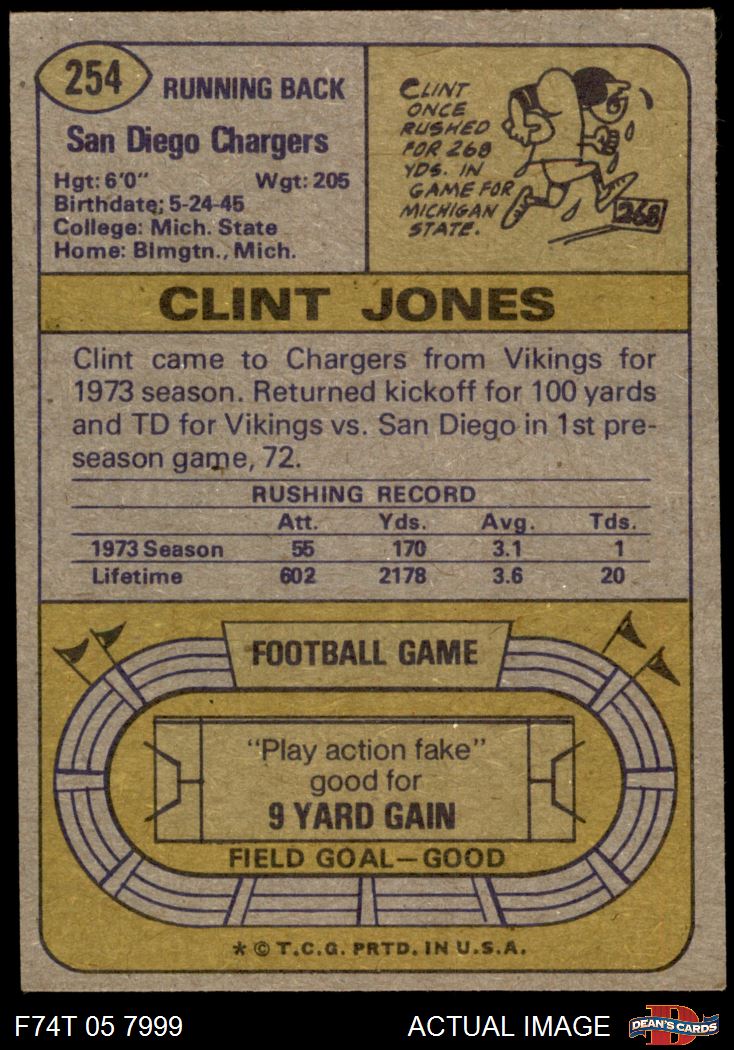 254
RUNNING BACK
San Diego Chargers
Hgt: 6'0" Wgt: 205
Birthdate; 5-24-45
College: Mich. State
Home: Blmgtn., Mich.
CLINT
ONCE
RUSHED
FOR 268
YDS. IN
GAME FOR
MICHIGAN
STATE.
268
CLINT JONES
Clint came to Chargers from Vikings for
1973 season. Returned kickoff for 100 yards
and TD for Vikings vs. San Diego in 1st pre-
season game, 72.
RUSHING RECORD
Att. Yds. Avg. Tds.
1973 Season 55 170 3.1 1
Lifetime 602 2178 3.6 20
FOOTBALL GAME
"Play action fake"
good for
9 YARD GAIN
FIELD GOAL—GOOD
* © T.C.G. PRTD. IN U.S.A.
F74T 05 7999 ACTUAL IMAGE
D
DEAN'S CARDS